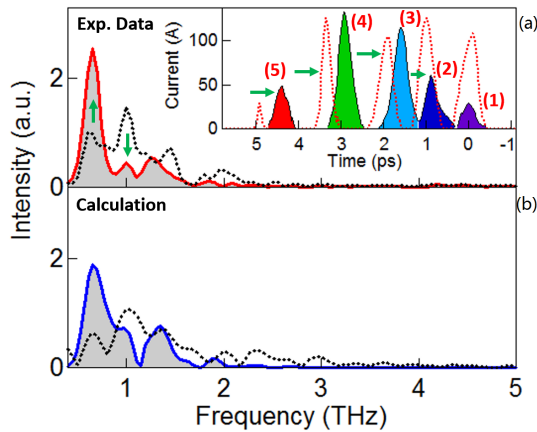 Exp. Data
(a)
Current (A)
100
50
0
(5)
(4)
(3)
(2)
(1)
5 4 3 2 1 0 -1
Time (ps)
Intensity (a.u.)
2
0
Calculation
(b)
2
0
1 2 3 4 5
Frequency (THz)